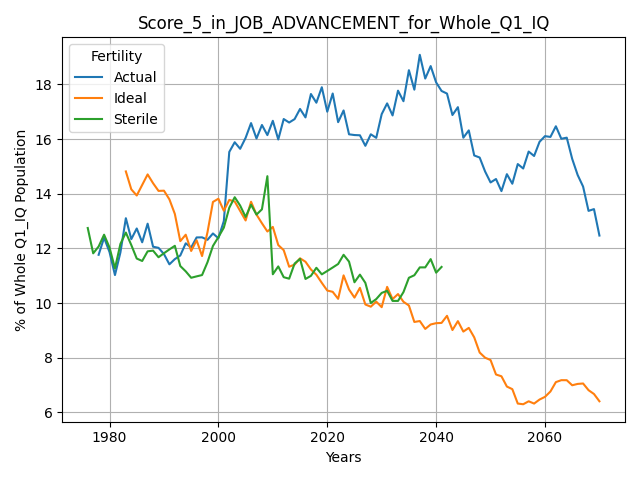 Score_5_in_JOB_ADVANCEMENT_for_Whole_Q1_IQ
Fertility
Actual
Ideal
Sterile
% of Whole Q1_IQ Population
18
16
14
12
10
8
6
1980
2000
2020
2040
2060
Years